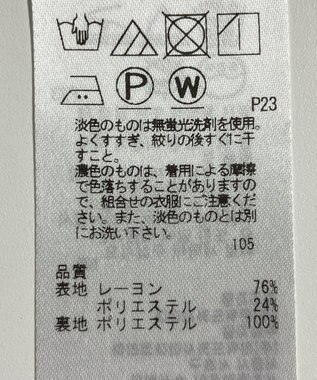 P W P23
淡色のものは無蛍光洗剤を使用。
よくすすぎ、絞りの後すぐに干
すこと。
濃色のものは、着用による摩擦
で色落ちすることがありますの
で、組合せの衣服にご注意くだ
さい。また、淡色のものとは別
にお洗い下さい。
105
品質
表地 レーヨン 76%
ポリエステル 24%
裏地 ポリエステル 100%